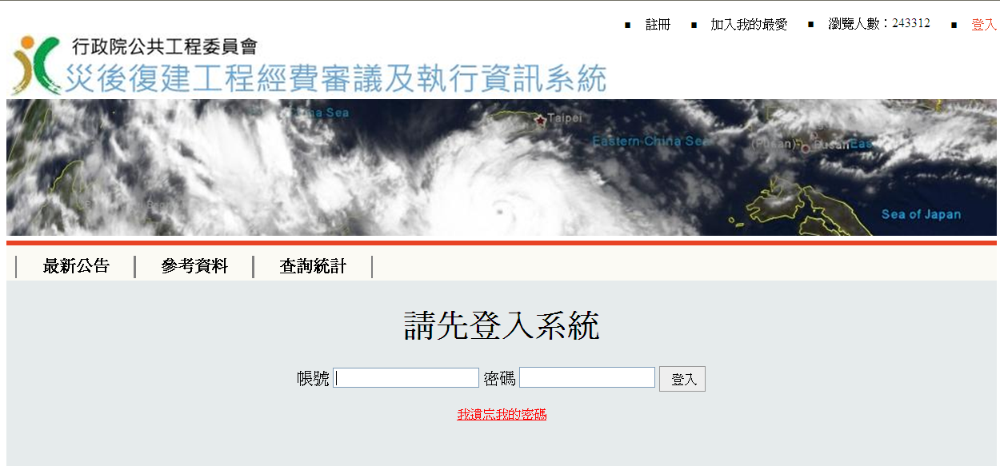 ▪ 註冊 ▪ 加入我的最愛 ▪ 瀏覽人數：243312 ▪ 登入
行政院公共工程委員會
災後復建工程經費審議及執行資訊系統
China Sea
Taipei
Eastern China Sea
(Pusan) Busan East
Sea of Japan
最新公告 參考資料 查詢統計
請先登入系統
帳號 密碼 登入
我遺忘我的密碼